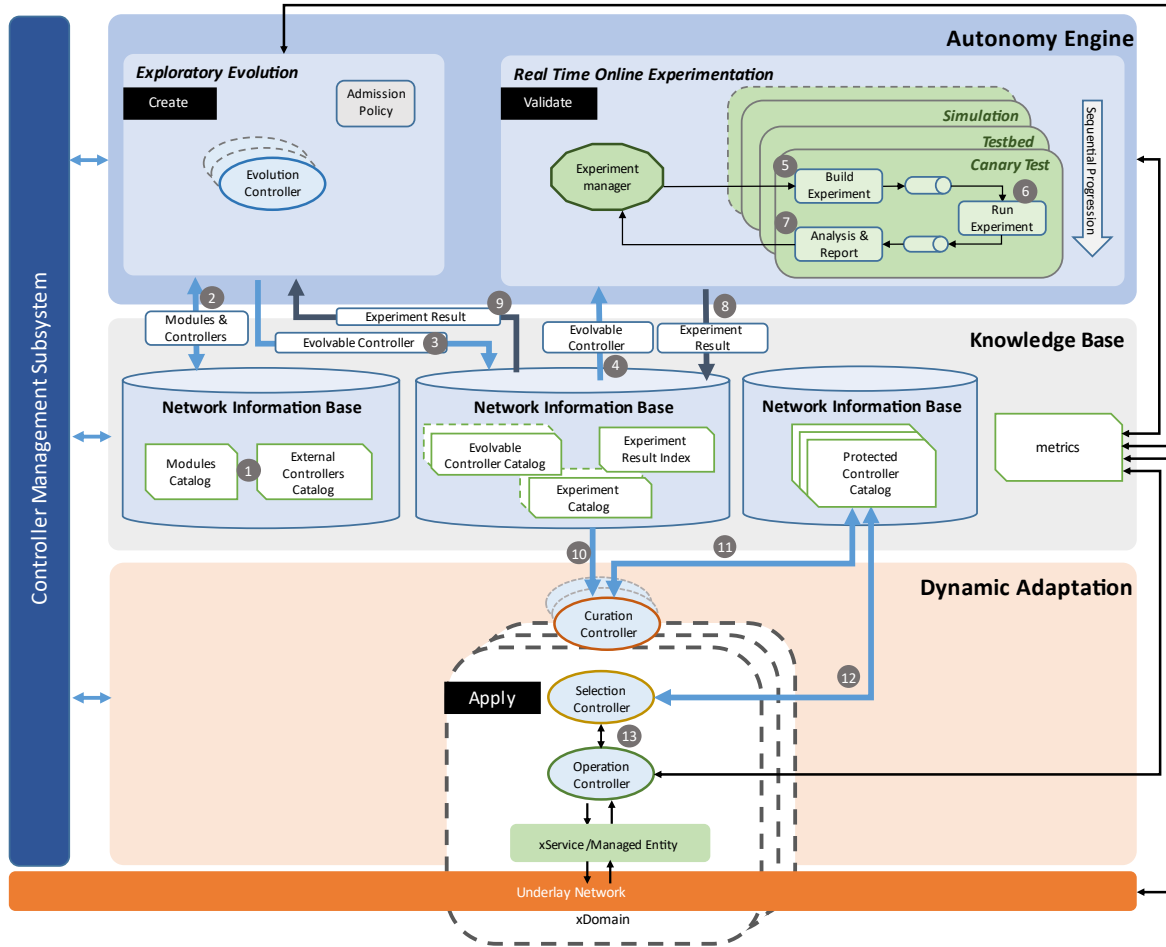 Controller Management Subsystem
Autonomy Engine
Exploratory Evolution
Create
Admission
Policy
Evolution
Controller
Real Time Online Experimentation
Validate
Experiment
manager
Simulation
Testbed
Canary Test
5
Build
Experiment
6
Run
Experiment
7
Analysis &
Report
Sequential Progression
2
Modules &
Controllers
9
Experiment Result
Evolvable Controller
3
Evolvable
Controller
4
8
Experiment
Result
Knowledge Base
Network Information Base
Modules
Catalog
1
External
Controllers
Catalog
Network Information Base
Evolvable
Controller Catalog
Experiment
Result Index
Experiment
Catalog
Network Information Base
Protected
Controller
Catalog
metrics
10
11
Dynamic Adaptation
Curation
Controller
12
Apply
Selection
Controller
13
Operation
Controller
xService/Managed Entity
Underlay Network
xDomain